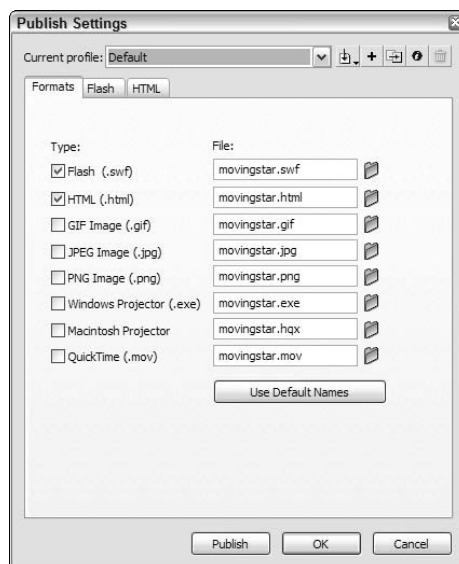 Publish Settings
Current profile: Default
Formats Flash HTML
Type: File:
Flash (.swf) movingstar.swf
HTML (.html) movingstar.html
GIF Image (.gif) movingstar.gif
JPEG Image (.jpg) movingstar.jpg
PNG Image (.png) movingstar.png
Windows Projector (.exe) movingstar.exe
Macintosh Projector movingstar.hqx
QuickTime (.mov) movingstar.mov
Use Default Names
Publish OK Cancel